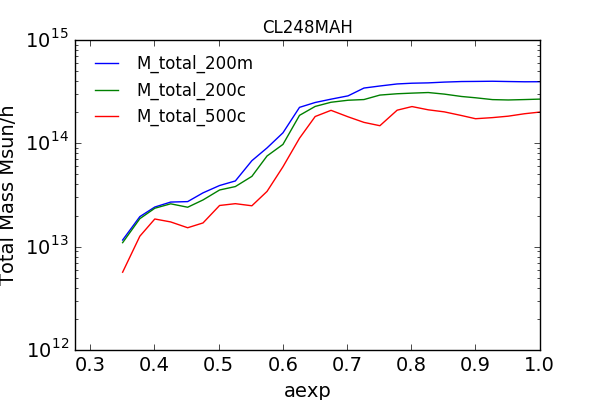 CL248MAH
10^15
10^14
10^13
10^12
Total Mass Msun/h
M_total_200m
M_total_200c
M_total_500c
0.3 0.4 0.5 0.6 0.7 0.8 0.9 1.0
aexp